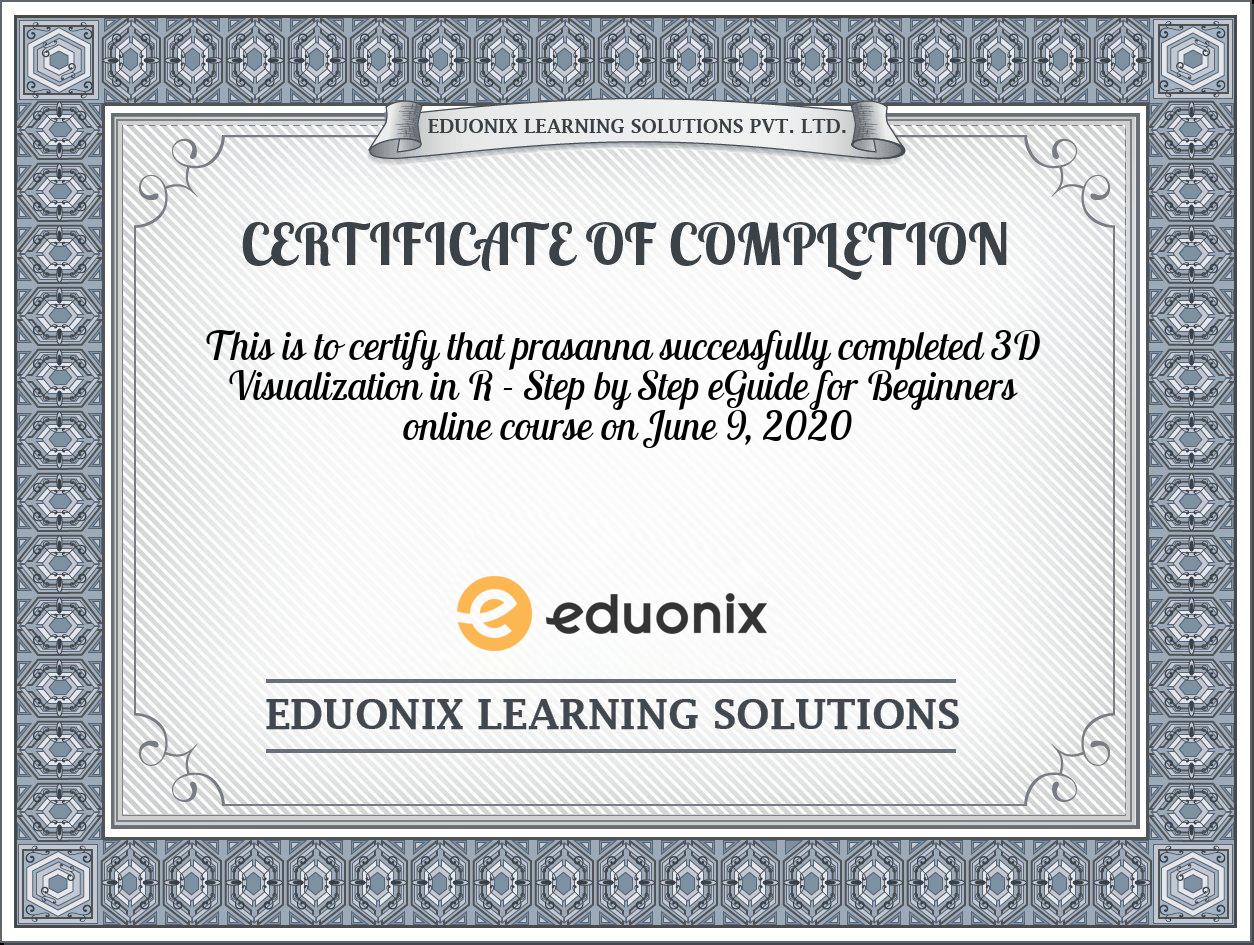 EDUONIX LEARNING SOLUTIONS PVT. LTD.
CERTIFICATE OF COMPLETION
This is to certify that prasanna successfully completed 3D
Visualization in R - Step by Step eGuide for Beginners
online course on June 9, 2020
eduonix
EDUONIX LEARNING SOLUTIONS